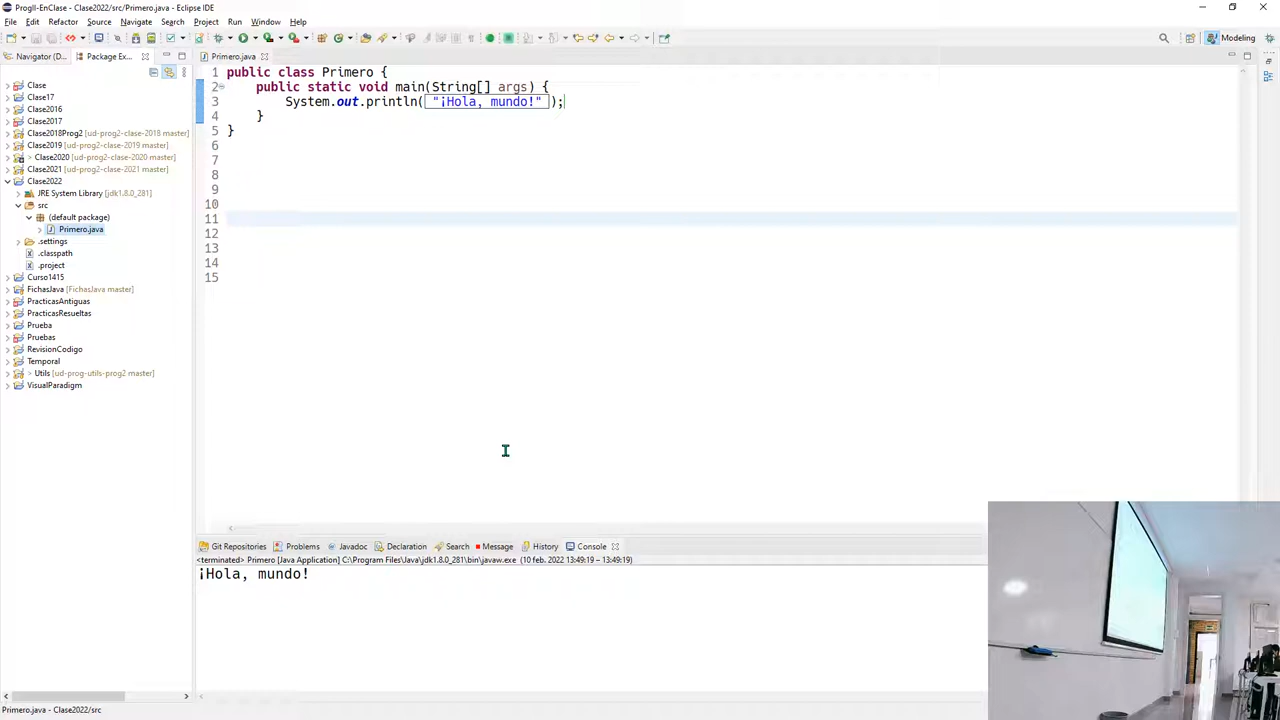 ProgII-EnClase - Clase2022/src/Primero.java - Eclipse IDE
File Edit Refactor Source Navigate Search Project Run Window Help
Modeling
Navigator (D...
Package Ex...
Primero.java
Clase
Clase17
Clase2016
Clase2017
Clase2018Prog2 [ud-prog2-clase-2018 master]
Clase2019 [ud-prog2-clase-2019 master]
> Clase2020 [ud-prog2-clase-2020 master]
Clase2021 [ud-prog2-clase-2021 master]
Clase2022
JRE System Library [jdk1.8.0_281]
src
(default package)
Primero.java
.settings
.classpath
.project
Curso1415
FichasJava [FichasJava master]
PracticasAntiguas
PracticasResueltas
Prueba
Pruebas
RevisionCodigo
Temporal
> Utils [ud-prog-utils-prog2 master]
VisualParadigm
1 public class Primero {
2 public static void main(String[] args) {
3 System.out.println( "¡Hola, mundo!" );
4 }
5 }
6
7
8
9
10
11
12
13
14
15
Git Repositories Problems Javadoc Declaration Search Message History Console
<terminated> Primero [Java Application] C:\Program Files\Java\jdk1.8.0_281\bin\javaw.exe (10 feb. 2022 13:49:19 – 13:49:19)
¡Hola, mundo!
Primero.java - Clase2022/src